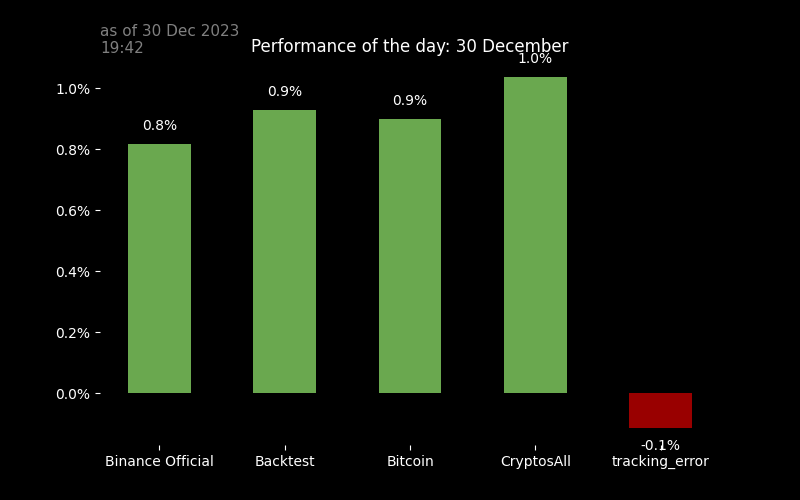 as of 30 Dec 2023
19:42
Performance of the day: 30 December
1.0%
0.8%
0.6%
0.4%
0.2%
0.0%
0.8%
0.9%
0.9%
1.0%
-0.1%
Binance Official
Backtest
Bitcoin
CryptosAll
tracking_error